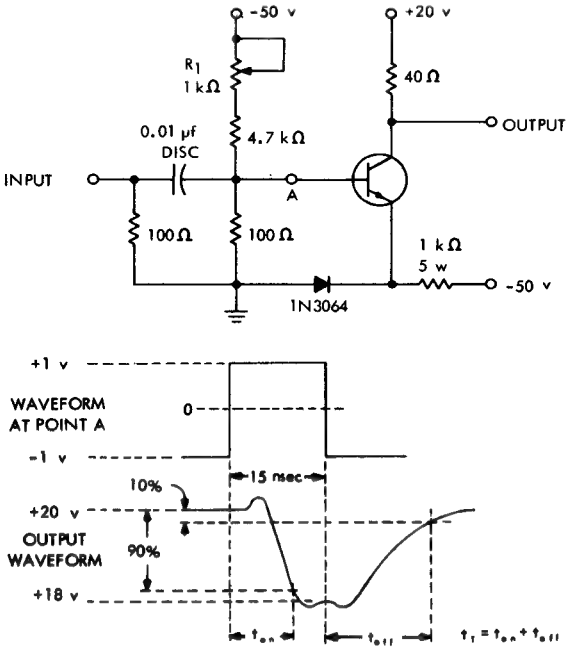 -50 v
+20 v
R1
1 kΩ
40 Ω
OUTPUT
0.01 µf
DISC
4.7 kΩ
INPUT
A
100 Ω
100 Ω
1 kΩ
5 w
1N3064
-50 v
+1 v
WAVEFORM
AT POINT A
0
-1 v
15 nsec
10%
+20 v
OUTPUT
WAVEFORM
90%
+18 v
ton
toff
tT = ton + toff